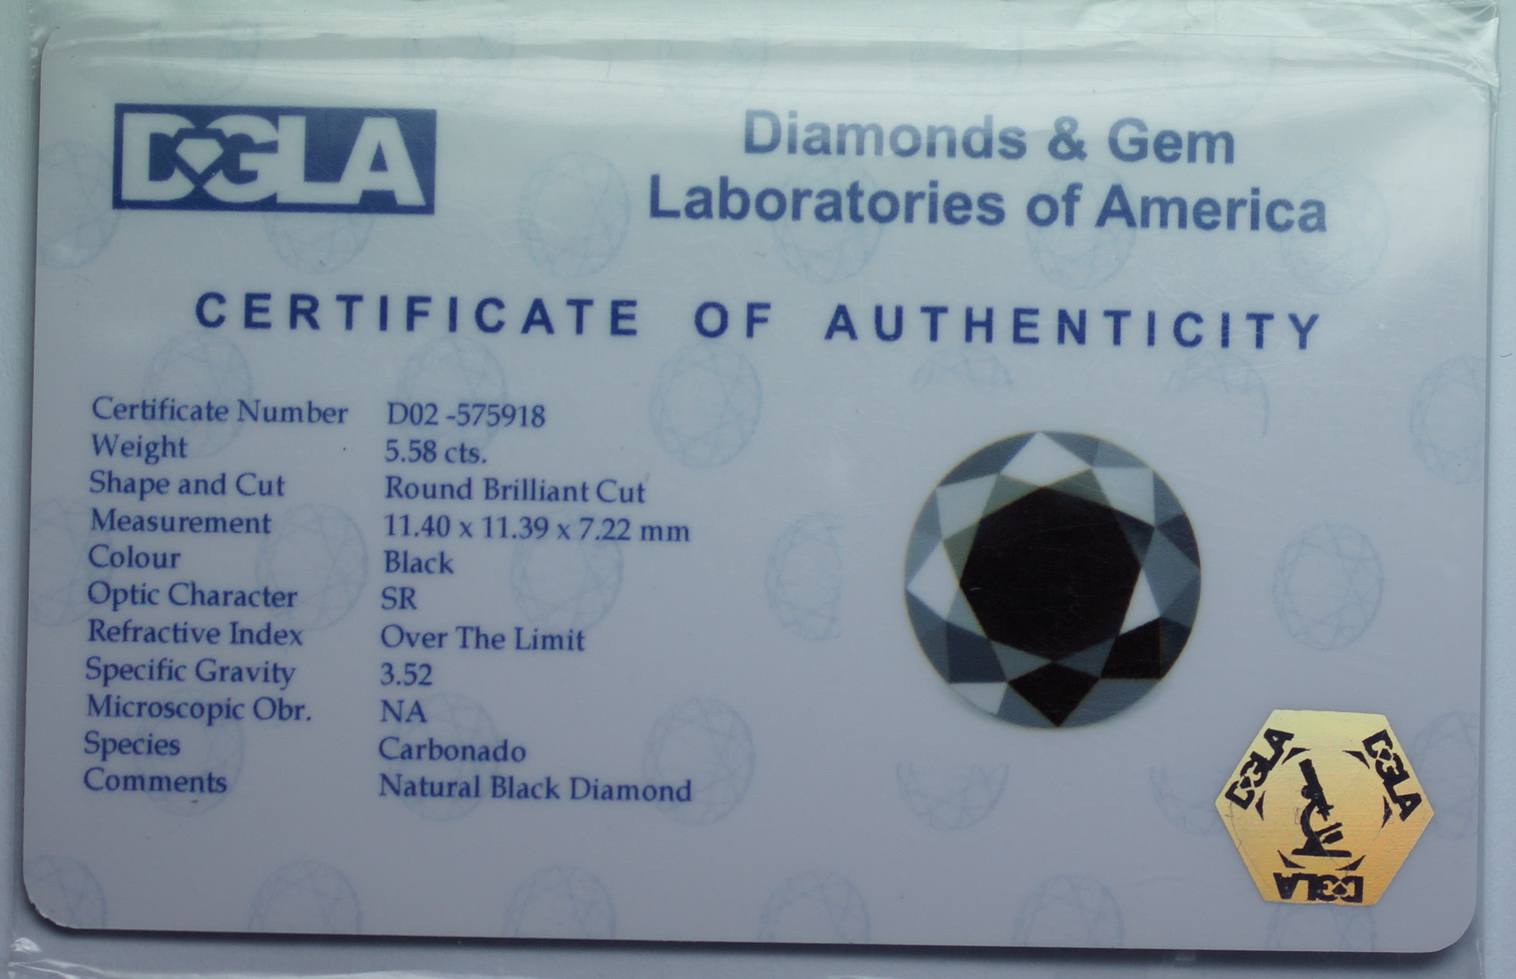 DGLA
Diamonds & Gem
Laboratories of America
CERTIFICATE OF AUTHENTICITY
Certificate Number D02 -575918
Weight 5.58 cts.
Shape and Cut Round Brilliant Cut
Measurement 11.40 x 11.39 x 7.22 mm
Colour Black
Optic Character SR
Refractive Index Over The Limit
Specific Gravity 3.52
Microscopic Obr. NA
Species Carbonado
Comments Natural Black Diamond
DGLA
DGLA
DGLA